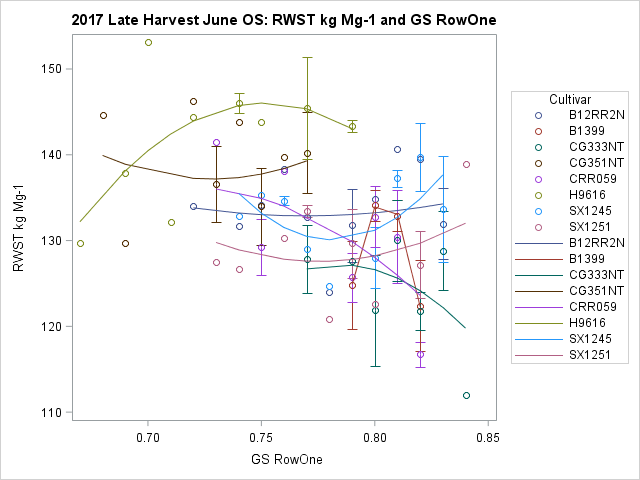 2017 Late Harvest June OS: RWST kg Mg-1 and GS RowOne
150
140
130
120
110
RWST kg Mg-1
0.70 0.75 0.80 0.85
GS RowOne
Cultivar
B12RR2N
B1399
CG333NT
CG351NT
CRR059
H9616
SX1245
SX1251
B12RR2N
B1399
CG333NT
CG351NT
CRR059
H9616
SX1245
SX1251